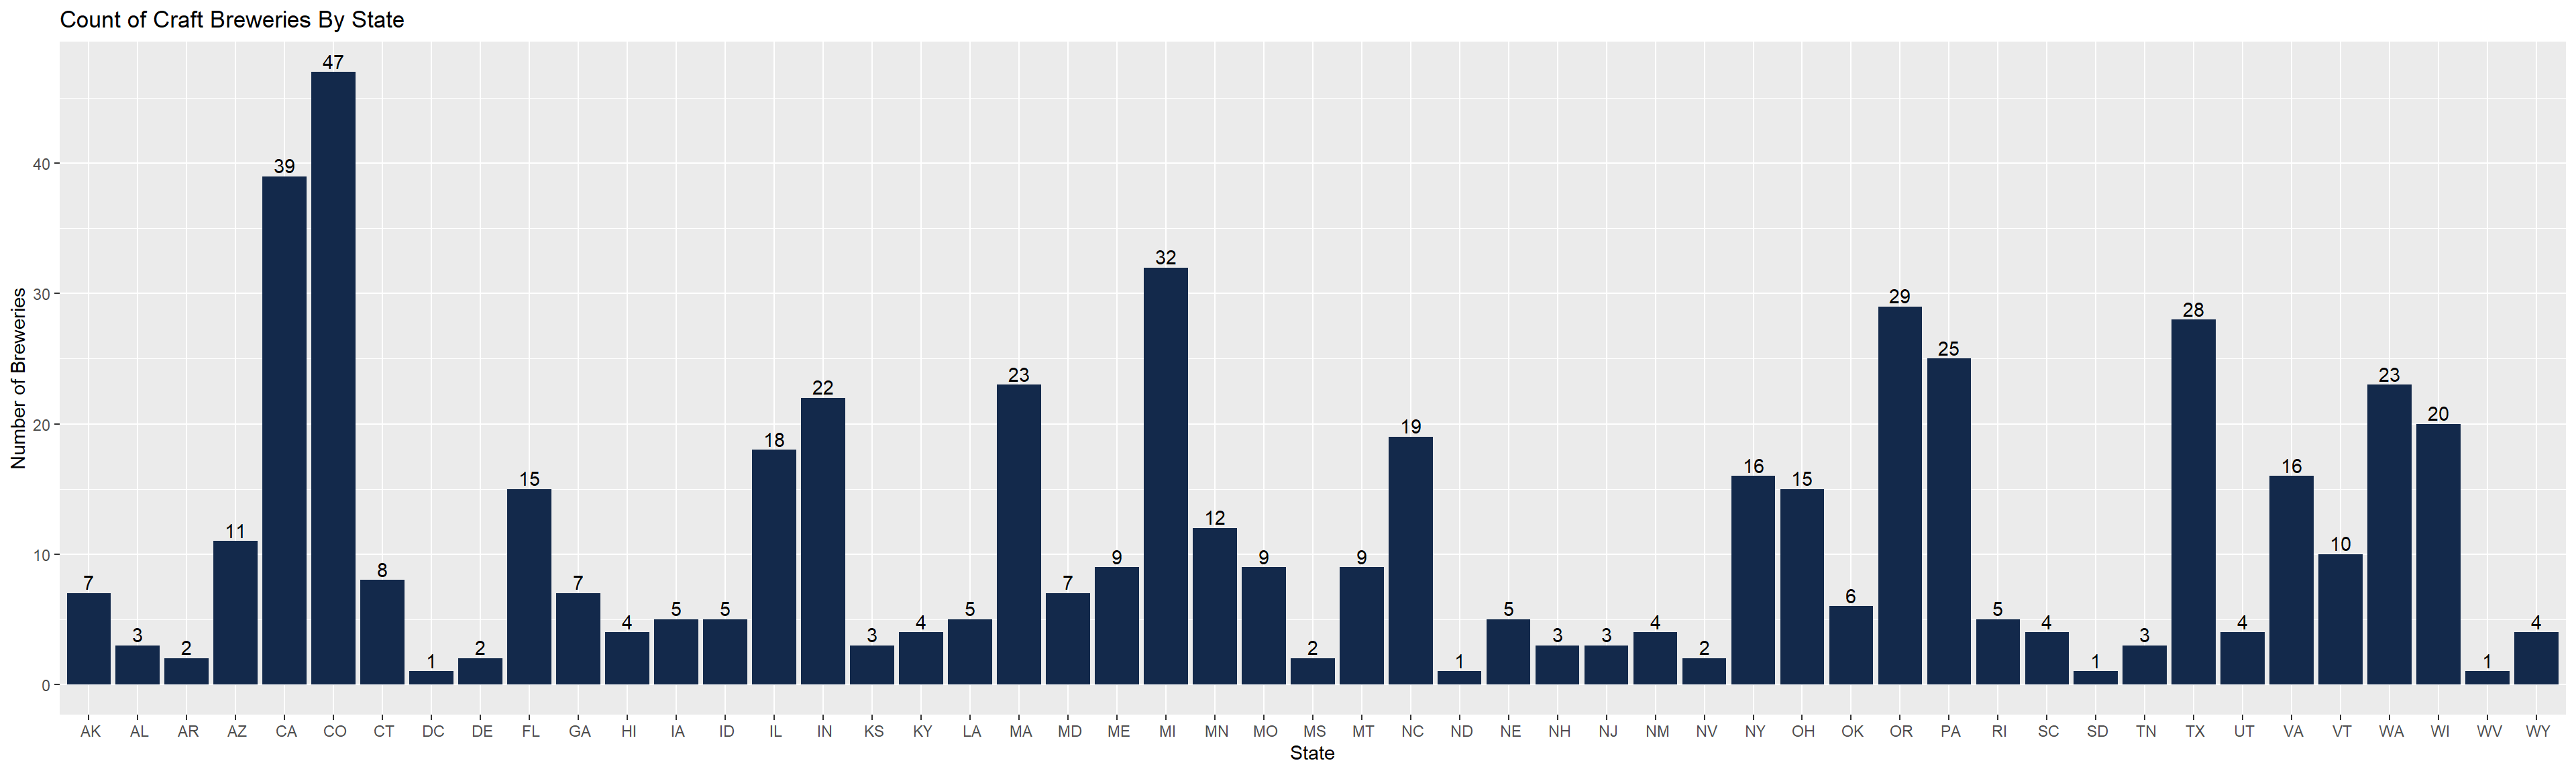 Count of Craft Breweries By State
Number of Breweries
40
30
20
10
0
7 3 2 11 39 47 8 1 2 15 7 4 5 5 18 22 3 4 5 23 7 9 32 12 9 2 9 19 1 5 3 3 4 2 16 15 6 29 25 5 4 1 3 28 4 16 10 23 20 1 4
AK AL AR AZ CA CO CT DC DE FL GA HI IA ID IL IN KS KY LA MA MD ME MI MN MO MS MT NC ND NE NH NJ NM NV NY OH OK OR PA RI SC SD TN TX UT VA VT WA WI WV WY
State